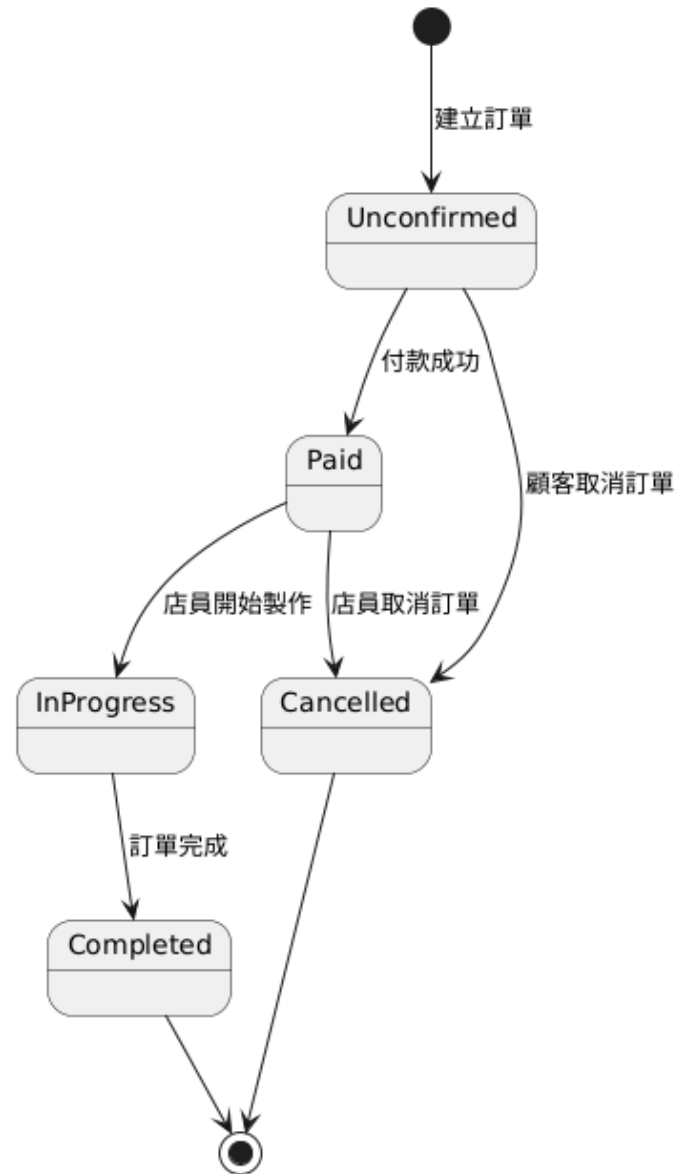 建立訂單
Unconfirmed
付款成功
Paid
顧客取消訂單
店員開始製作
店員取消訂單
InProgress
Cancelled
訂單完成
Completed